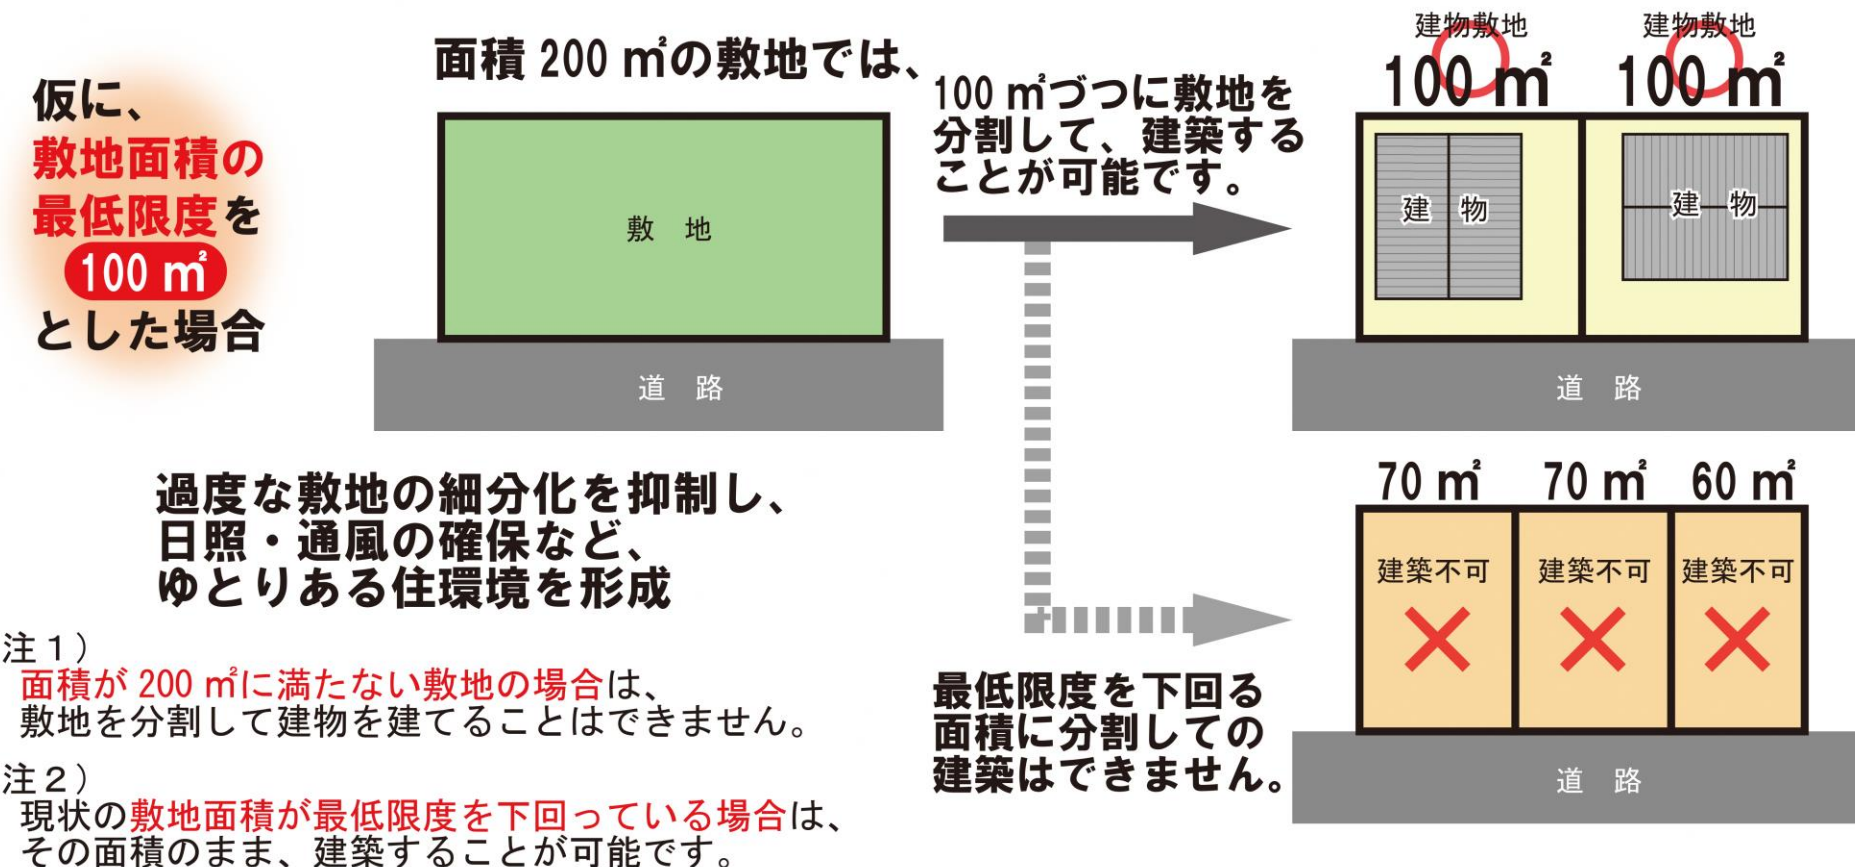 仮に、
敷地面積の
最低限度を
100 ㎡
とした場合
面積 200 ㎡の敷地では、
敷　地
道　路
100 ㎡づつに敷地を
分割して、建築する
ことが可能です。
建物敷地
100 ㎡
建物敷地
100 ㎡
建　物
建　物
道　路
過度な敷地の細分化を抑制し、
日照・通風の確保など、
ゆとりある住環境を形成
最低限度を下回る
面積に分割しての
建築はできません。
70 ㎡
70 ㎡
60 ㎡
建築不可
建築不可
建築不可
道　路
注１）
面積が 200 ㎡に満たない敷地の場合は、
敷地を分割して建物を建てることはできません。
注２）
現状の敷地面積が最低限度を下回っている場合は、
その面積のまま、建築することが可能です。